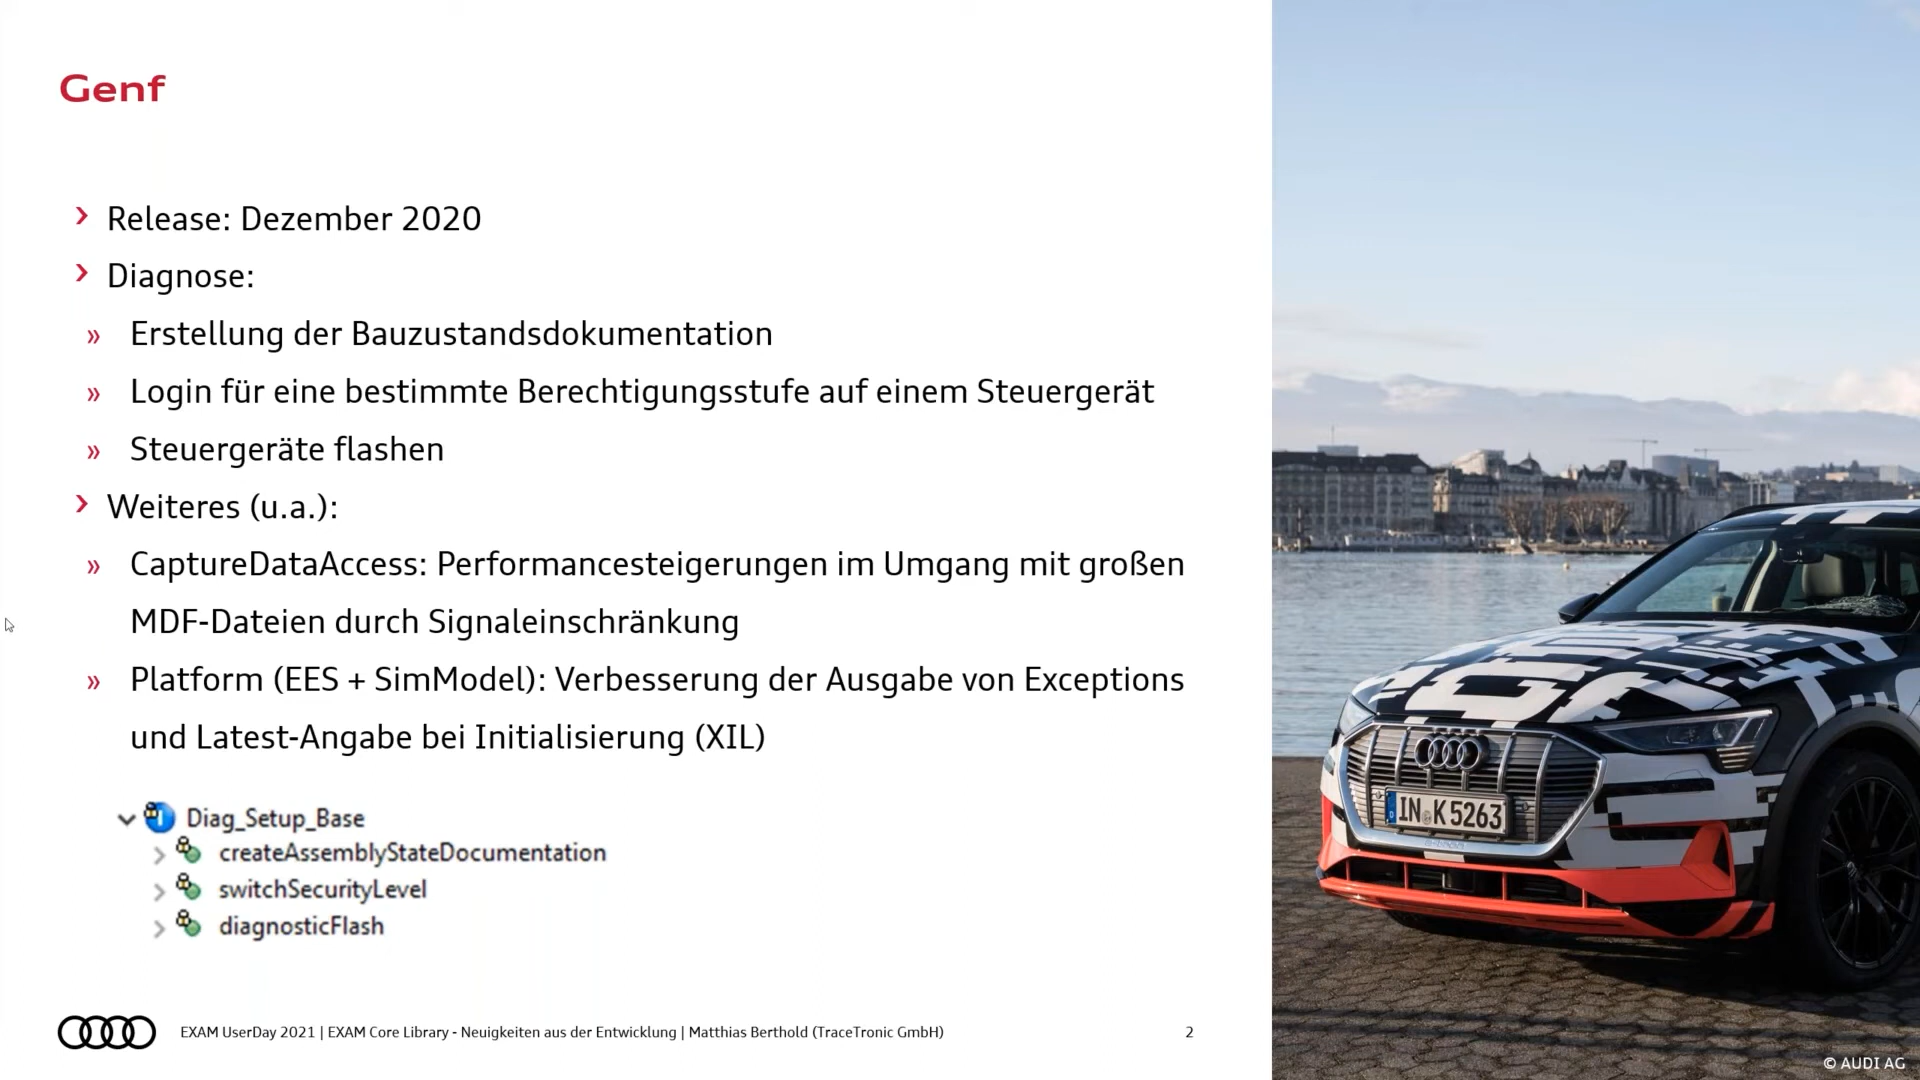 Genf
› Release: Dezember 2020
› Diagnose:
» Erstellung der Bauzustandsdokumentation
» Login für eine bestimmte Berechtigungsstufe auf einem Steuergerät
» Steuergeräte flashen
› Weiteres (u.a.):
» CaptureDataAccess: Performancesteigerungen im Umgang mit großen
MDF-Dateien durch Signaleinschränkung
» Platform (EES + SimModel): Verbesserung der Ausgabe von Exceptions
und Latest-Angabe bei Initialisierung (XIL)
Diag_Setup_Base
createAssemblyStateDocumentation
switchSecurityLevel
diagnosticFlash
IN K 5263
EXAM UserDay 2021 | EXAM Core Library - Neuigkeiten aus der Entwicklung | Matthias Berthold (TraceTronic GmbH)
2
© AUDI AG